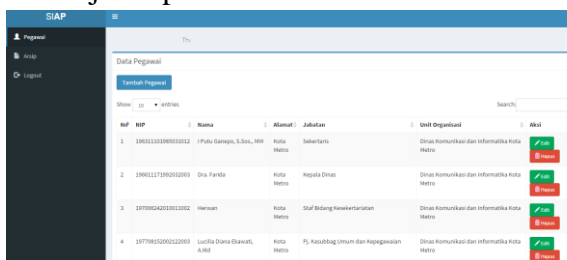 SIAP
Pegawai
Arsip
Logout
Data Pegawai
Tambah Pegawai
Show 10 entries
Search:
No NIP Nama Alamat Jabatan Unit Organisasi Aksi
1 I Putu Ganepo, S.Sos., MM Kota Sekertaris Dinas Komunikasi dan Informatika Kota Edit
Metro Metro Hapus
2 196611171992032003 Dra. Farida Kota Kepala Dinas Dinas Komunikasi dan Informatika Kota Edit
Metro Metro Hapus
3 197008242010011002 Herwan Kota Staf Bidang Kesekertariatan Dinas Komunikasi dan Informatika Kota Edit
Metro Metro Hapus
4 197708152002122003 Lucilia Diana Ekawati, Kota Pj. Kasubbag Umum dan Kepegawaian Dinas Komunikasi dan Informatika Kota Edit
A.Md Metro Metro Hapus